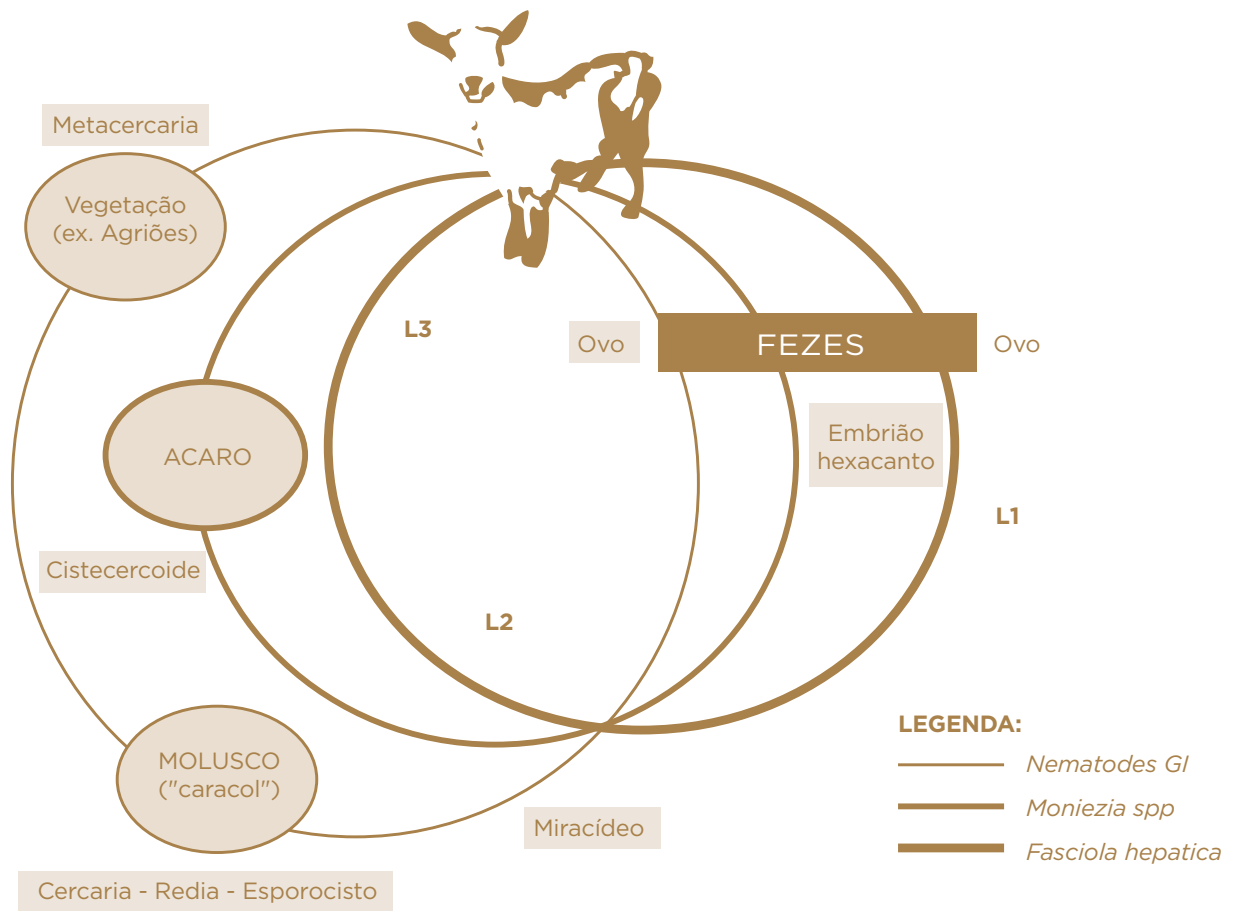 Metacercaria
Vegetação
(ex. Agriões)
L3
Ovo
FEZES
Ovo
Embrião
hexacanto
ACARO
L1
Cistecercoide
L2
MOLUSCO
("caracol")
Miracídeo
Cercaria - Redia - Esporocisto
LEGENDA:
Nematodes GI
Moniezia spp
Fasciola hepatica